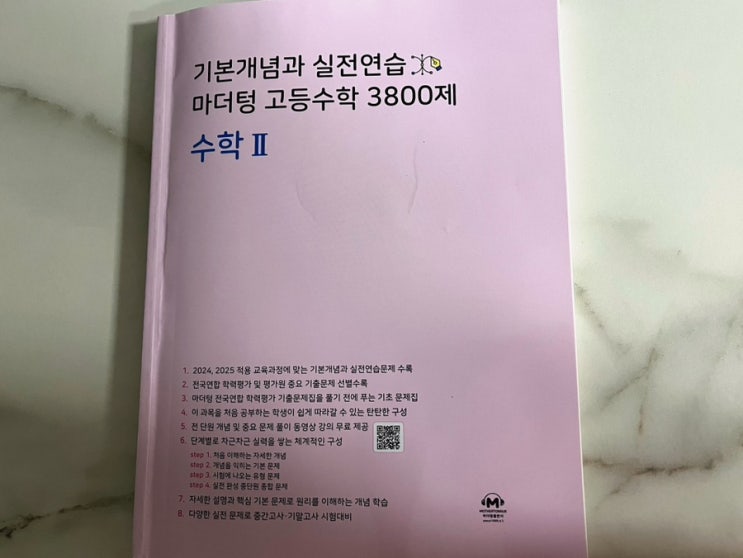 기본개념과 실전연습
마더텅 고등수학 3800제
수학 II
1. 2024, 2025 적용 교육과정에 맞는 기본개념과 실전연습문제 수록
2. 전국연합 학력평가 및 평가원 중요 기출문제 선별수록
3. 마더텅 전국연합 학력평가 기출문제집을 풀기 전에 푸는 기초 문제집
4. 이 과목을 처음 공부하는 학생이 쉽게 따라갈 수 있는 탄탄한 구성
5. 전 단원 개념 및 중요 문제 풀이 동영상 강의 무료 제공
6. 단계별로 차근차근 실력을 쌓는 체계적인 구성
step 1. 처음 이해하는 자세한 개념
step 2. 개념을 익히는 기본 문제
step 3. 시험에 나오는 유형 문제
step 4. 실전 완성 중단원 종합 문제
7. 자세한 설명과 핵심 기본 문제로 원리를 이해하는 개념 학습
8. 다양한 실전 문제로 중간고사·기말고사 시험대비
M
MOTHERTONGUE